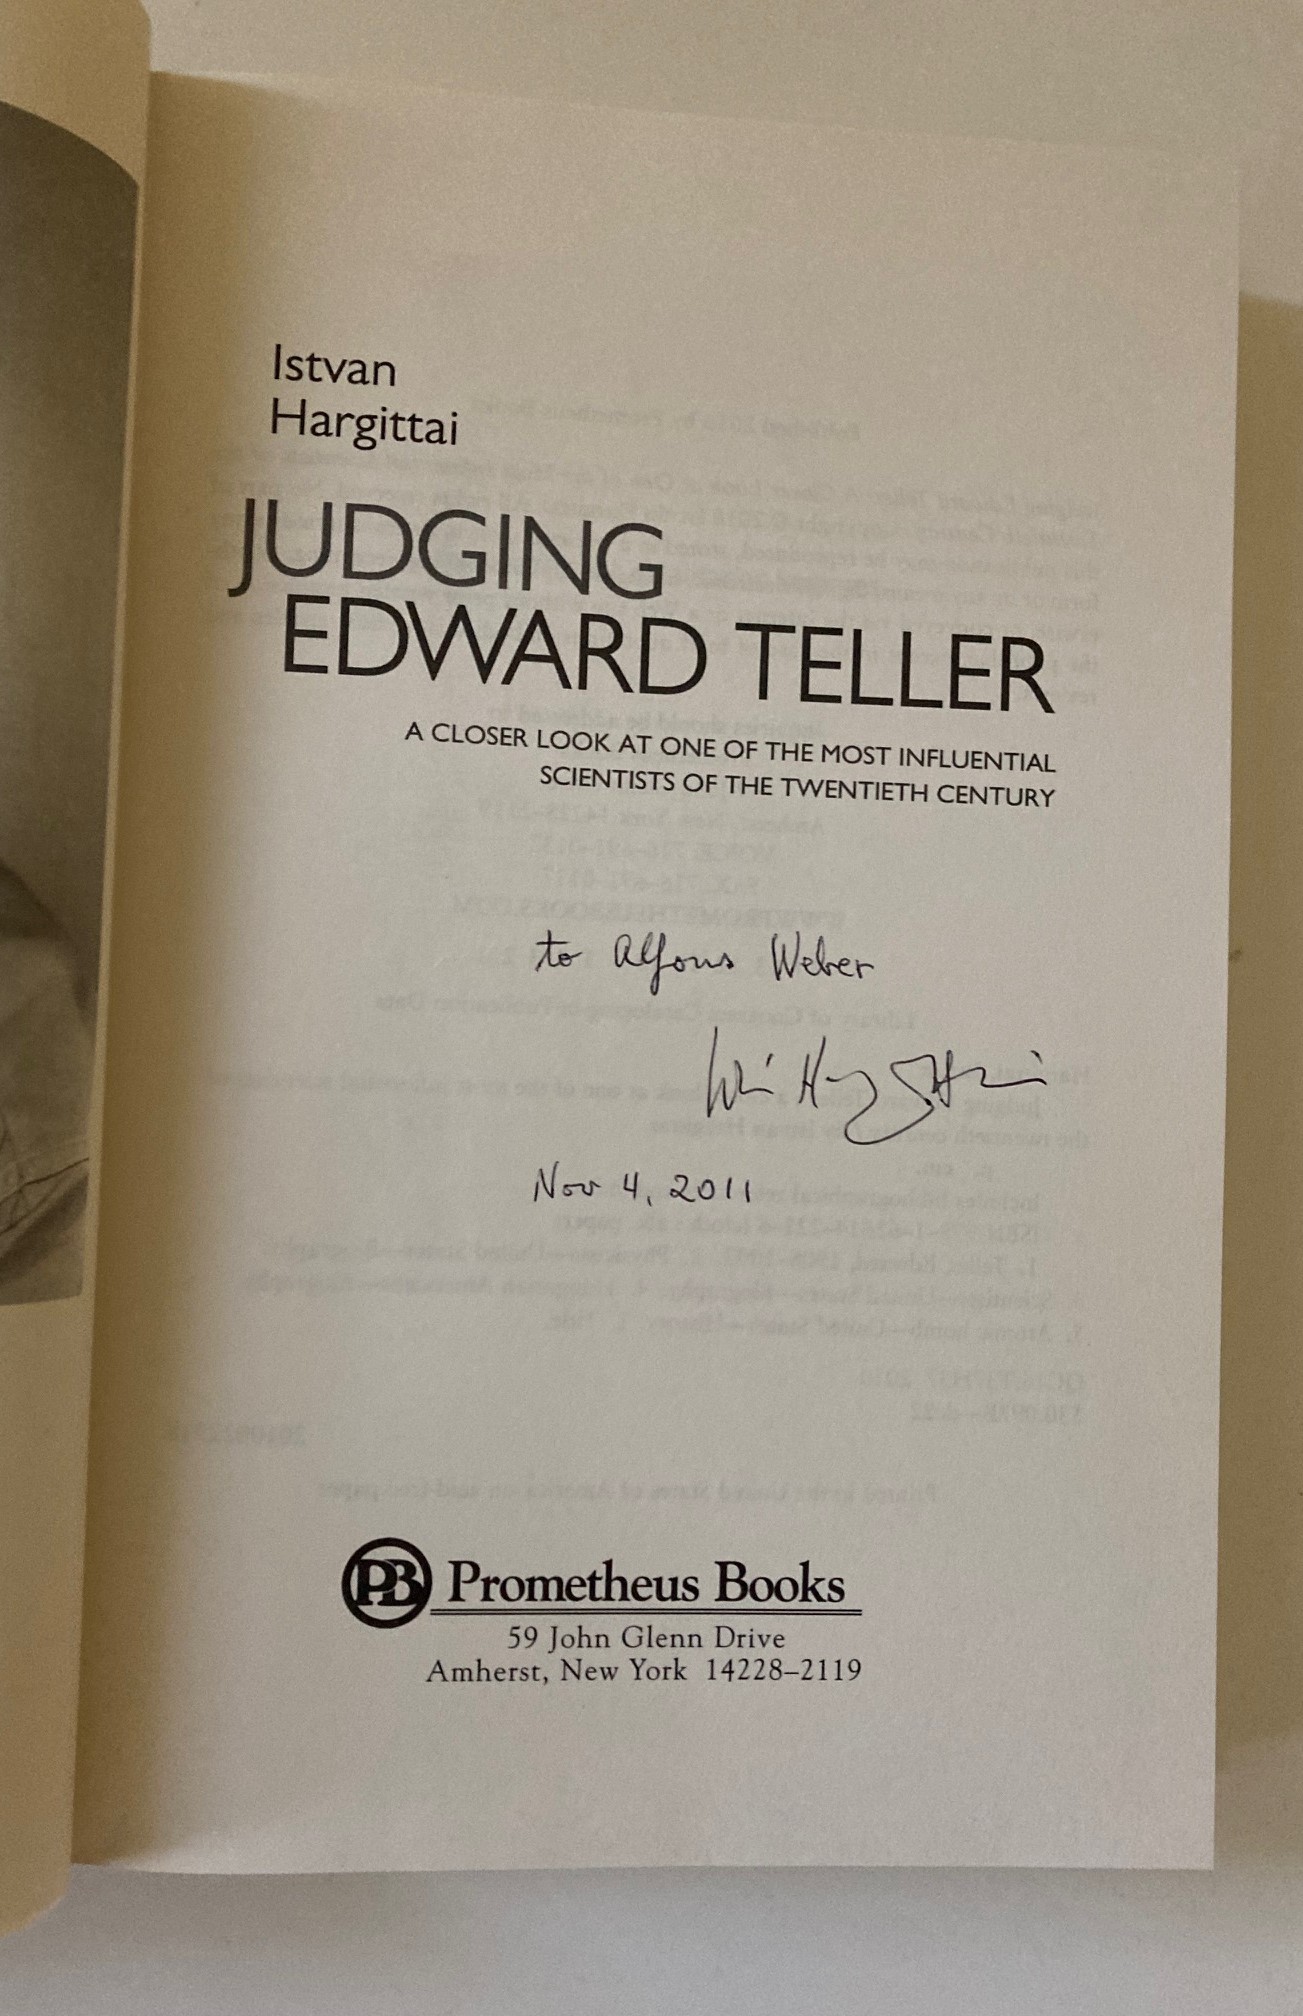 Istvan
Hargittai
JUDGING
EDWARD TELLER
A CLOSER LOOK AT ONE OF THE MOST INFLUENTIAL
SCIENTISTS OF THE TWENTIETH CENTURY
to Alfons Weber
Nov 4, 2011
PB Prometheus Books
59 John Glenn Drive
Amherst, New York 14228–2119